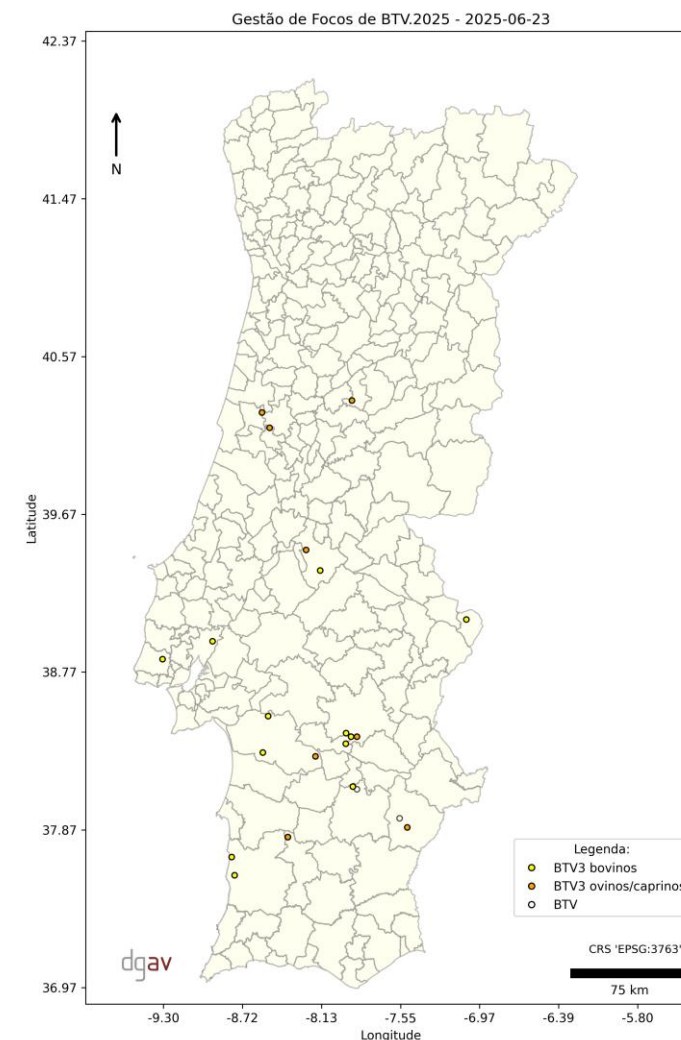 Gestão de Focos de BTV.2025 - 2025-06-23
42.37
N
41.47
40.57
39.67
Latitude
38.77
37.87
Legenda:
BTV3 bovinos
BTV3 ovinos/caprinos
BTV
CRS 'EPSG:3763'
dgav
36.97
75 km
-9.30 -8.72 -8.13 -7.55 -6.97 -6.39 -5.80
Longitude